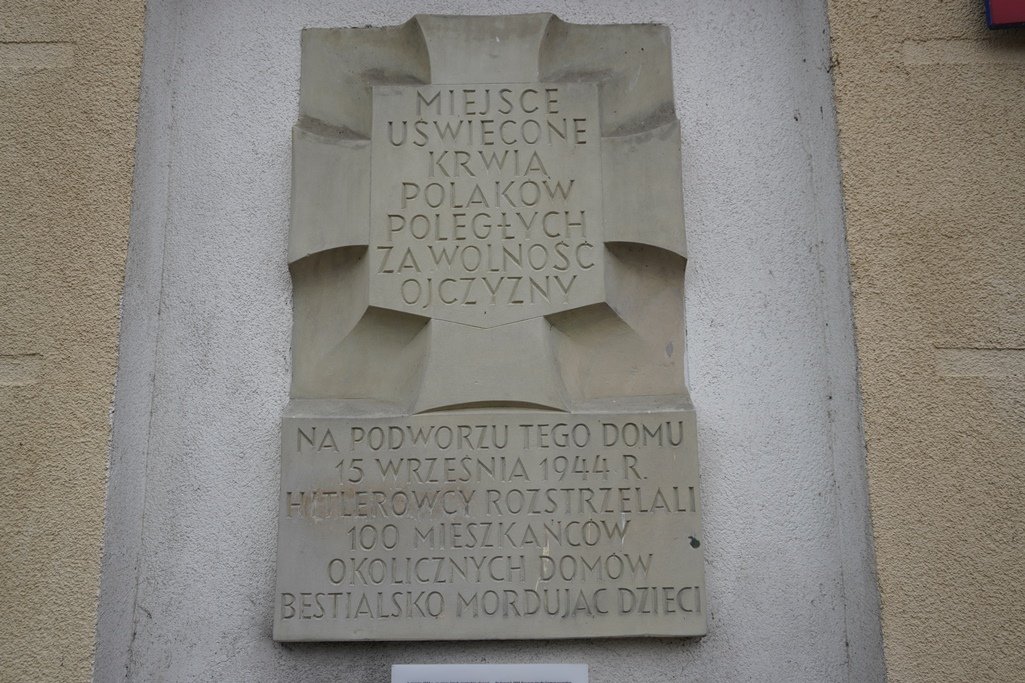 MIEJSCE
UŚWIĘCONE
KRWIĄ
POLAKÓW
POLEGŁYCH
ZA WOLNOŚĆ
OJCZYZNY
NA PODWÓRZU TEGO DOMU
15 WRZEŚNIA 1944 R.
HITLEROWCY ROZSTRZELALI
100 MIESZKAŃCÓW
OKOLICZNYCH DOMÓW
BESTIALSKO MORDUJĄC DZIECI